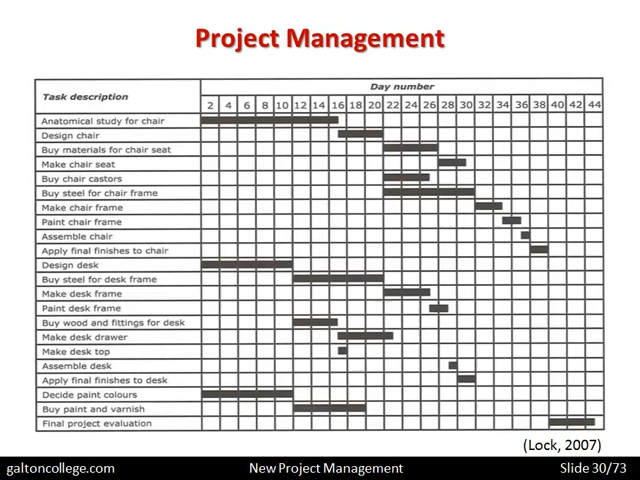 Project Management
Task description
Day number
2 4 6 8 10 12 14 16 18 20 22 24 26 28 30 32 34 36 38 40 42 44
Anatomical study for chair
Design chair
Buy materials for chair seat
Make chair seat
Buy chair castors
Buy steel for chair frame
Make chair frame
Paint chair frame
Assemble chair
Apply final finishes to chair
Design desk
Buy steel for desk frame
Make desk frame
Paint desk frame
Buy wood and fittings for desk
Make desk drawer
Make desk top
Assemble desk
Apply final finishes to desk
Decide paint colours
Buy paint and varnish
Final project evaluation
(Lock, 2007)
galtoncollege.com New Project Management Slide 30/73